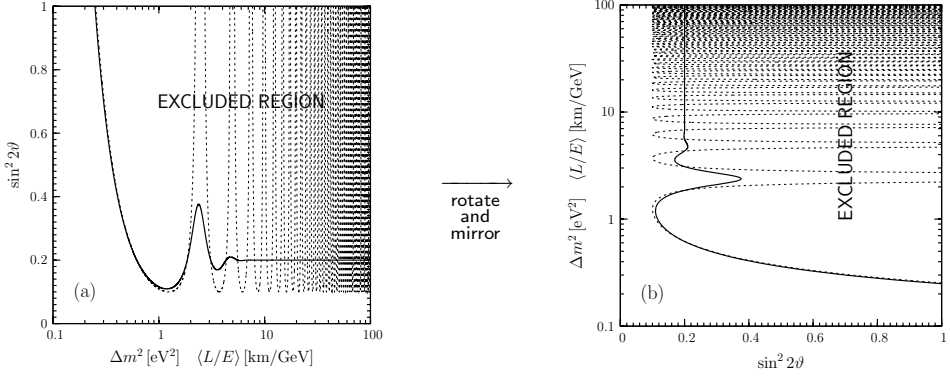 1
0.8
0.6
0.4
0.2
0
sin² 2ϑ
EXCLUDED REGION
(a)
0.1
1
10
100
Δm² [eV²] ⟨L/E⟩ [km/GeV]
rotate
and
mirror
100
10
1
0.1
Δm² [eV²] ⟨L/E⟩ [km/GeV]
EXCLUDED REGION
(b)
0
0.2
0.4
0.6
0.8
1
sin² 2ϑ